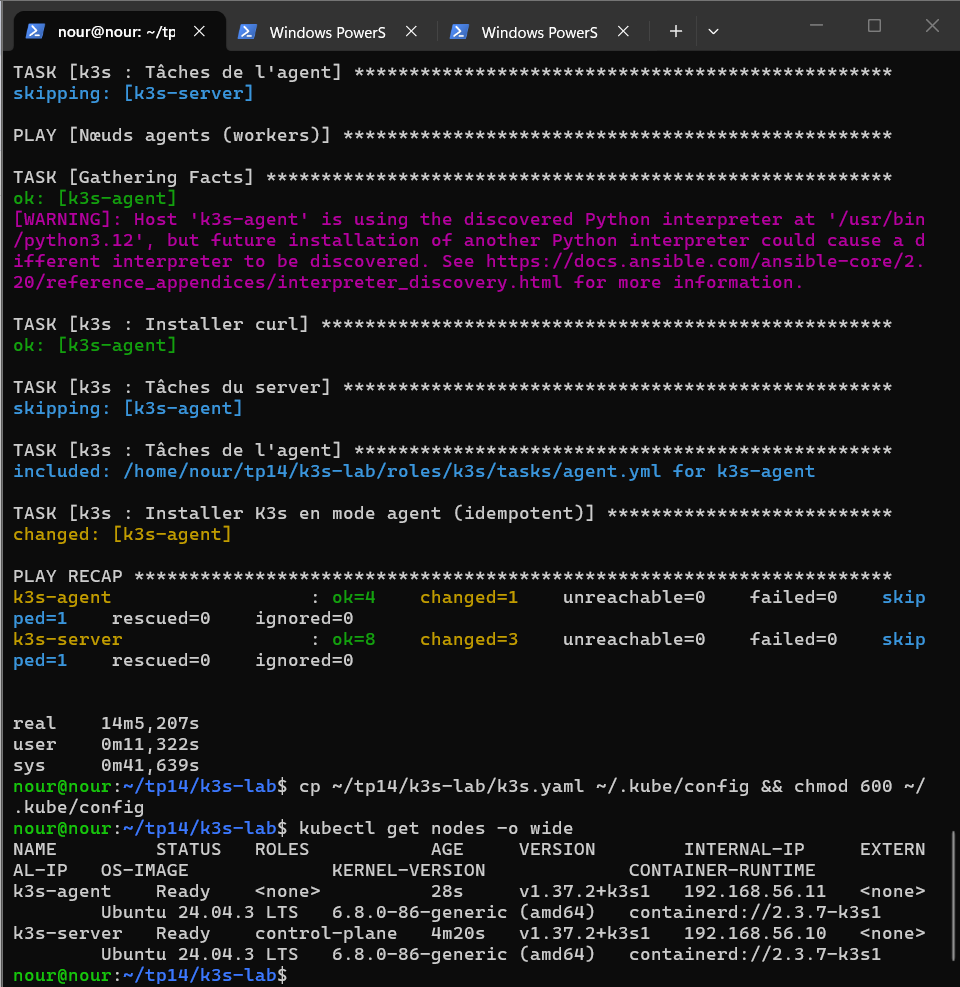 nour@nour: ~/tp
Windows PowerS
Windows PowerS
TASK [k3s : Tâches de l'agent] *************************************************
skipping: [k3s-server]
PLAY [Nœuds agents (workers)] **************************************************
TASK [Gathering Facts] *********************************************************
ok: [k3s-agent]
[WARNING]: Host 'k3s-agent' is using the discovered Python interpreter at '/usr/bin
/python3.12', but future installation of another Python interpreter could cause a d
ifferent interpreter to be discovered. See https://docs.ansible.com/ansible-core/2.
20/reference_appendices/interpreter_discovery.html for more information.
TASK [k3s : Installer curl] ****************************************************
ok: [k3s-agent]
TASK [k3s : Tâches du server] **************************************************
skipping: [k3s-agent]
TASK [k3s : Tâches de l'agent] *************************************************
included: /home/nour/tp14/k3s-lab/roles/k3s/tasks/agent.yml for k3s-agent
TASK [k3s : Installer K3s en mode agent (idempotent)] **************************
changed: [k3s-agent]
PLAY RECAP *********************************************************************
k3s-agent                  : ok=4    changed=1    unreachable=0    failed=0    skip
ped=1    rescued=0    ignored=0
k3s-server                 : ok=8    changed=3    unreachable=0    failed=0    skip
ped=1    rescued=0    ignored=0
real    14m5,207s
user    0m11,322s
sys     0m41,639s
nour@nour:~/tp14/k3s-lab$ cp ~/tp14/k3s-lab/k3s.yaml ~/.kube/config && chmod 600 ~/
.kube/config
nour@nour:~/tp14/k3s-lab$ kubectl get nodes -o wide
NAME         STATUS   ROLES           AGE     VERSION        INTERNAL-IP     EXTERN
AL-IP   OS-IMAGE             KERNEL-VERSION             CONTAINER-RUNTIME
k3s-agent    Ready    <none>          28s     v1.37.2+k3s1   192.168.56.11   <none>
        Ubuntu 24.04.3 LTS   6.8.0-86-generic (amd64)   containerd://2.3.7-k3s1
k3s-server   Ready    control-plane   4m20s   v1.37.2+k3s1   192.168.56.10   <none>
        Ubuntu 24.04.3 LTS   6.8.0-86-generic (amd64)   containerd://2.3.7-k3s1
nour@nour:~/tp14/k3s-lab$